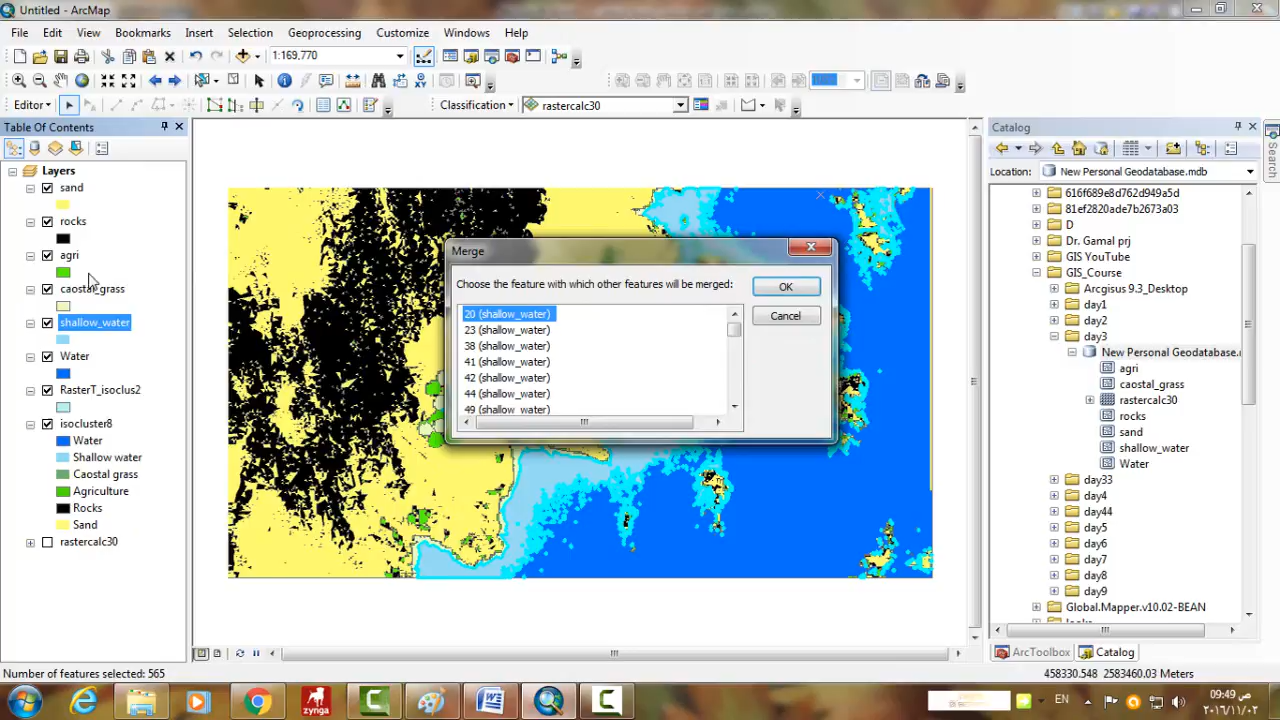 Untitled - ArcMap
File Edit View Bookmarks Insert Selection Geoprocessing Customize Windows Help
1:169,770
Editor
Classification
rastercalc30
Table Of Contents
Layers
sand
rocks
agri
caostal_grass
shallow_water
Water
RasterT_isoclus2
isocluster8
Water
Shallow water
Caostal grass
Agriculture
Rocks
Sand
rastercalc30
Merge
Choose the feature with which other features will be merged:
20 (shallow_water)
23 (shallow_water)
38 (shallow_water)
41 (shallow_water)
42 (shallow_water)
44 (shallow_water)
49 (shallow_water)
OK
Cancel
Catalog
Location: New Personal Geodatabase.mdb
616f689e8d762d949a5d
81ef2820ade7b2673a03
D
Dr. Gamal prj
GIS YouTube
GIS_Course
Arcgisus 9.3_Desktop
day1
day2
day3
New Personal Geodatabase.
agri
caostal_grass
rastercalc30
rocks
sand
shallow_water
Water
day33
day4
day44
day5
day6
day7
day8
day9
Global.Mapper.v10.02-BEAN
ArcToolbox
Catalog
Search
Number of features selected: 565
458330.548 2583460.03 Meters
zynga
EN
09:49 ص
٢٠١٦/١١/٠٢